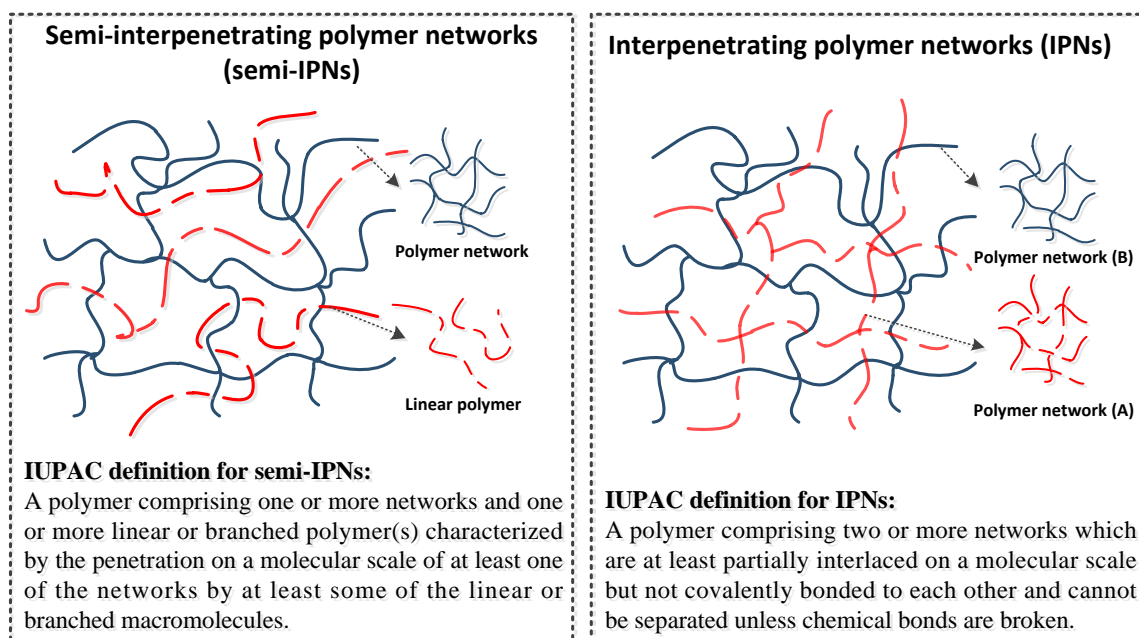 Semi-interpenetrating polymer networks
(semi-IPNs)
Polymer network
Linear polymer
IUPAC definition for semi-IPNs:
A polymer comprising one or more networks and one
or more linear or branched polymer(s) characterized
by the penetration on a molecular scale of at least one
of the networks by at least some of the linear or
branched macromolecules.
Interpenetrating polymer networks (IPNs)
Polymer network (B)
Polymer network (A)
IUPAC definition for IPNs:
A polymer comprising two or more networks which
are at least partially interlaced on a molecular scale
but not covalently bonded to each other and cannot
be separated unless chemical bonds are broken.